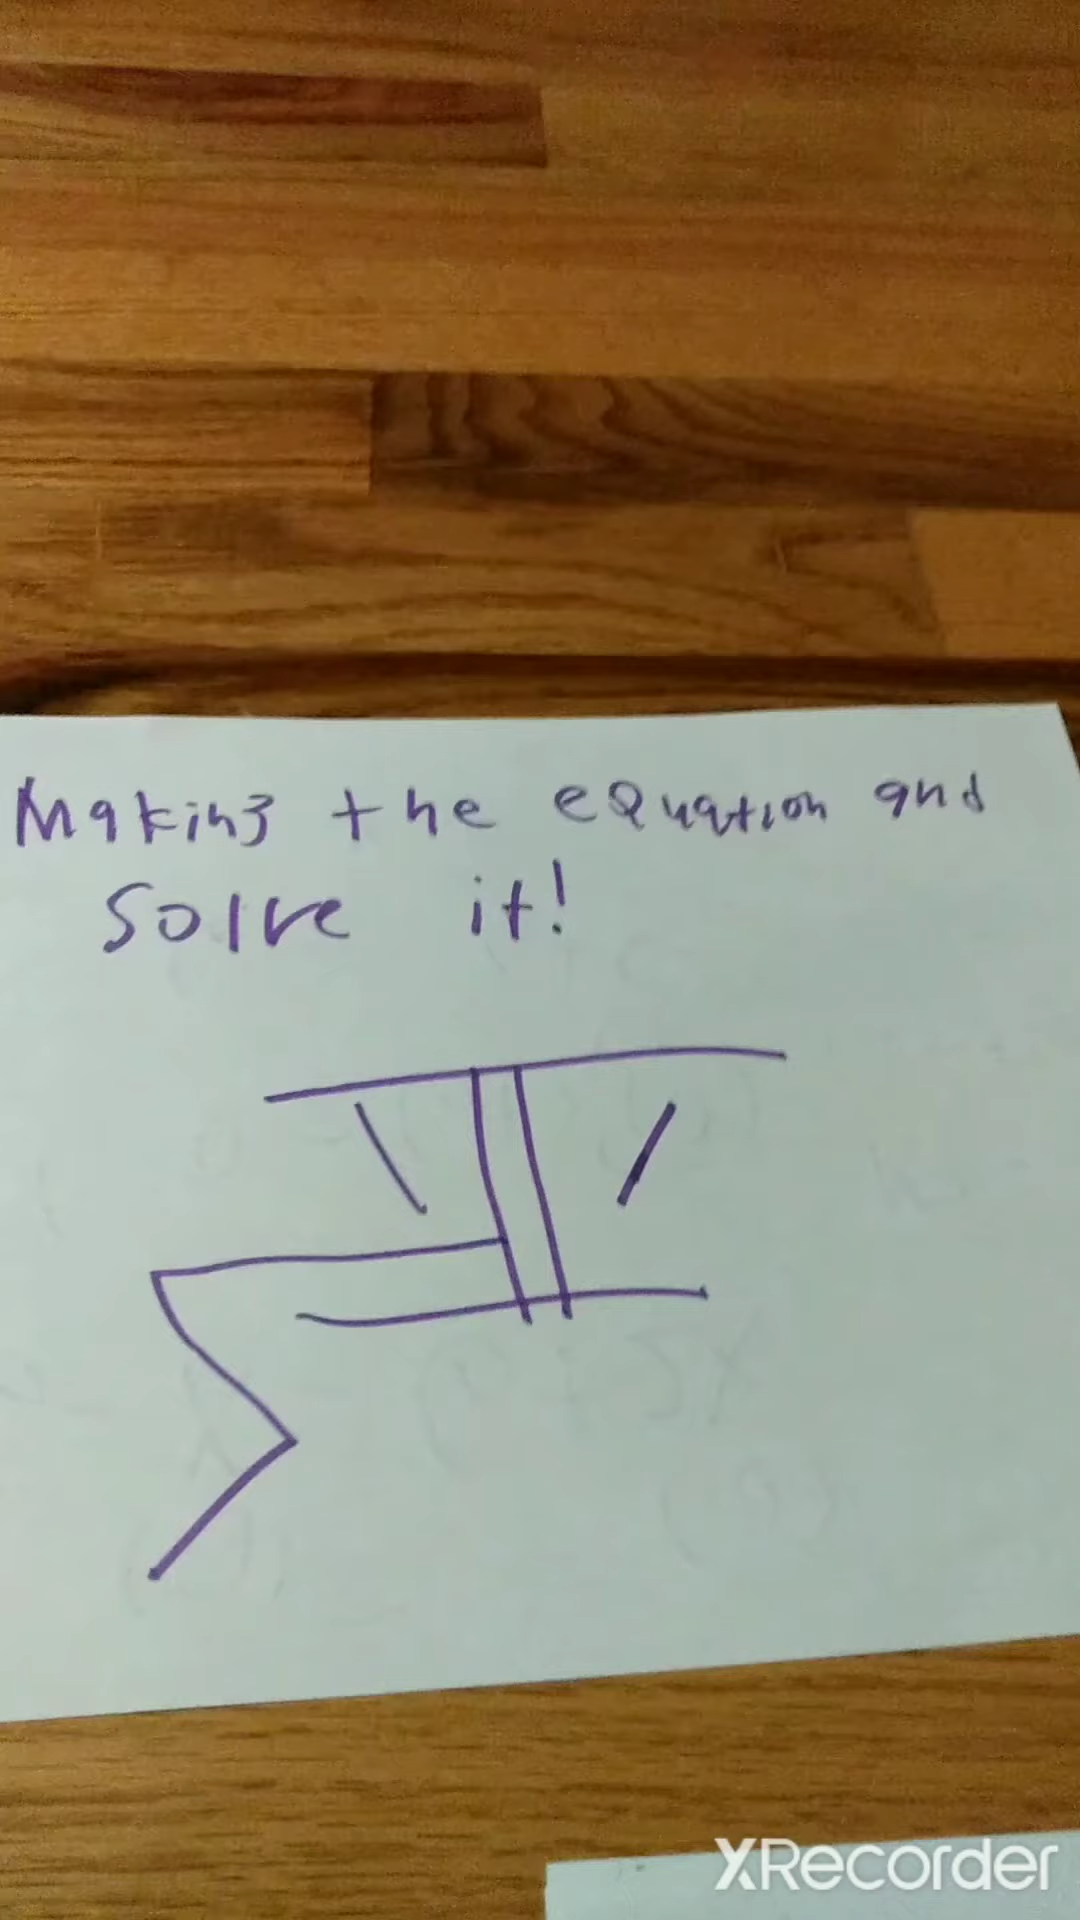 Making the equation and
solve it!
XRecorder